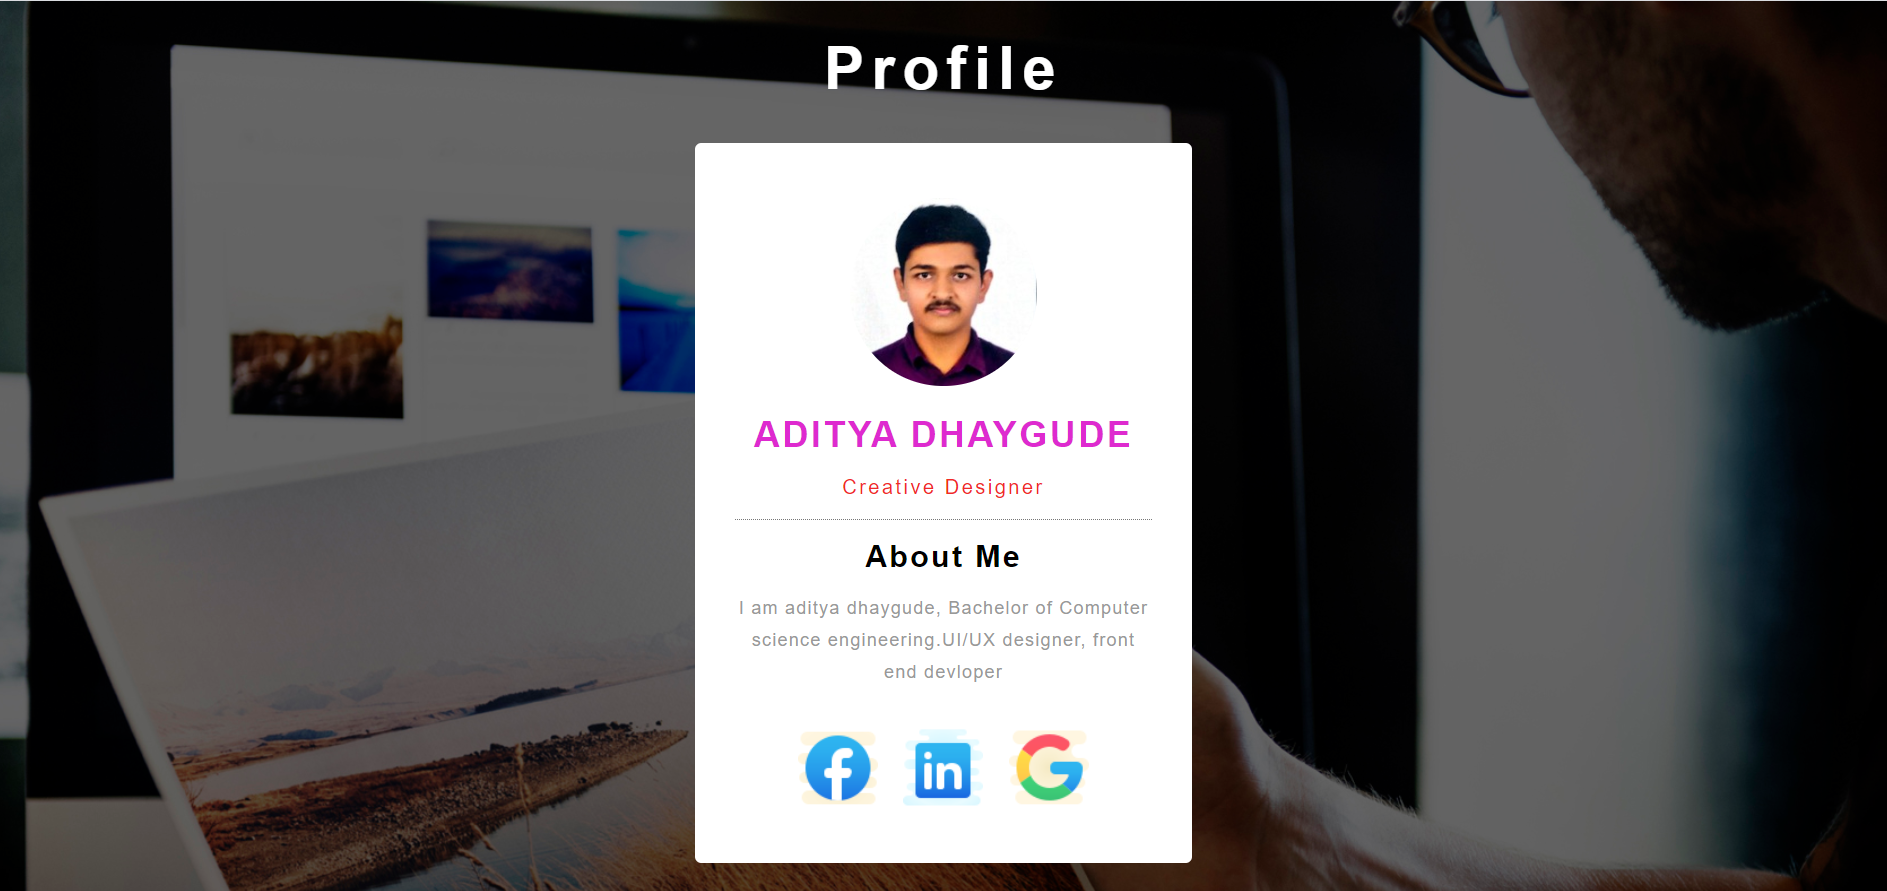 Profile
ADITYA DHAYGUDE
Creative Designer
About Me
I am aditya dhaygude, Bachelor of Computer
science engineering.UI/UX designer, front
end devloper
f in G